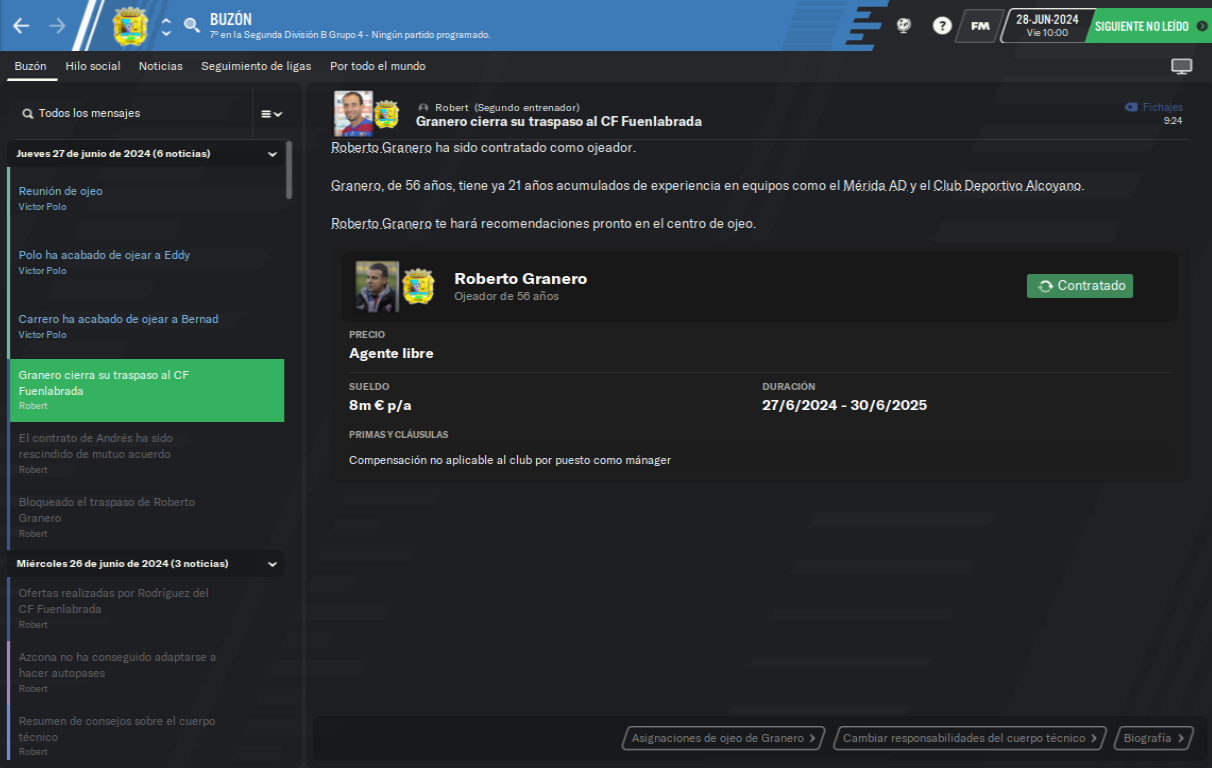 BUZÓN
7º en la Segunda División B Grupo 4 - Ningún partido programado.
?
FM
28-JUN-2024
Vie 10:00
SIGUIENTE NO LEÍDO
Buzón
Hilo social
Noticias
Seguimiento de ligas
Por todo el mundo
Todos los mensajes
Jueves 27 de junio de 2024 (6 noticias)
Reunión de ojeo
Víctor Polo
Polo ha acabado de ojear a Eddy
Víctor Polo
Carrero ha acabado de ojear a Bernad
Víctor Polo
Granero cierra su traspaso al CF
Fuenlabrada
Robert
El contrato de Andrés ha sido
rescindido de mutuo acuerdo
Robert
Bloqueado el traspaso de Roberto
Granero
Robert
Miércoles 26 de junio de 2024 (3 noticias)
Ofertas realizadas por Rodríguez del
CF Fuenlabrada
Robert
Azcona no ha conseguido adaptarse a
hacer autopases
Robert
Resumen de consejos sobre el cuerpo
técnico
Robert
Robert (Segundo entrenador)
Granero cierra su traspaso al CF Fuenlabrada
Fichajes
9:24
Roberto Granero ha sido contratado como ojeador.
Granero, de 56 años, tiene ya 21 años acumulados de experiencia en equipos como el Mérida AD y el Club Deportivo Alcoyano.
Roberto Granero te hará recomendaciones pronto en el centro de ojeo.
Roberto Granero
Ojeador de 56 años
Contratado
PRECIO
Agente libre
SUELDO
8m € p/a
DURACIÓN
27/6/2024 - 30/6/2025
PRIMAS Y CLÁUSULAS
Compensación no aplicable al club por puesto como mánager
Asignaciones de ojeo de Granero
Cambiar responsabilidades del cuerpo técnico
Biografía